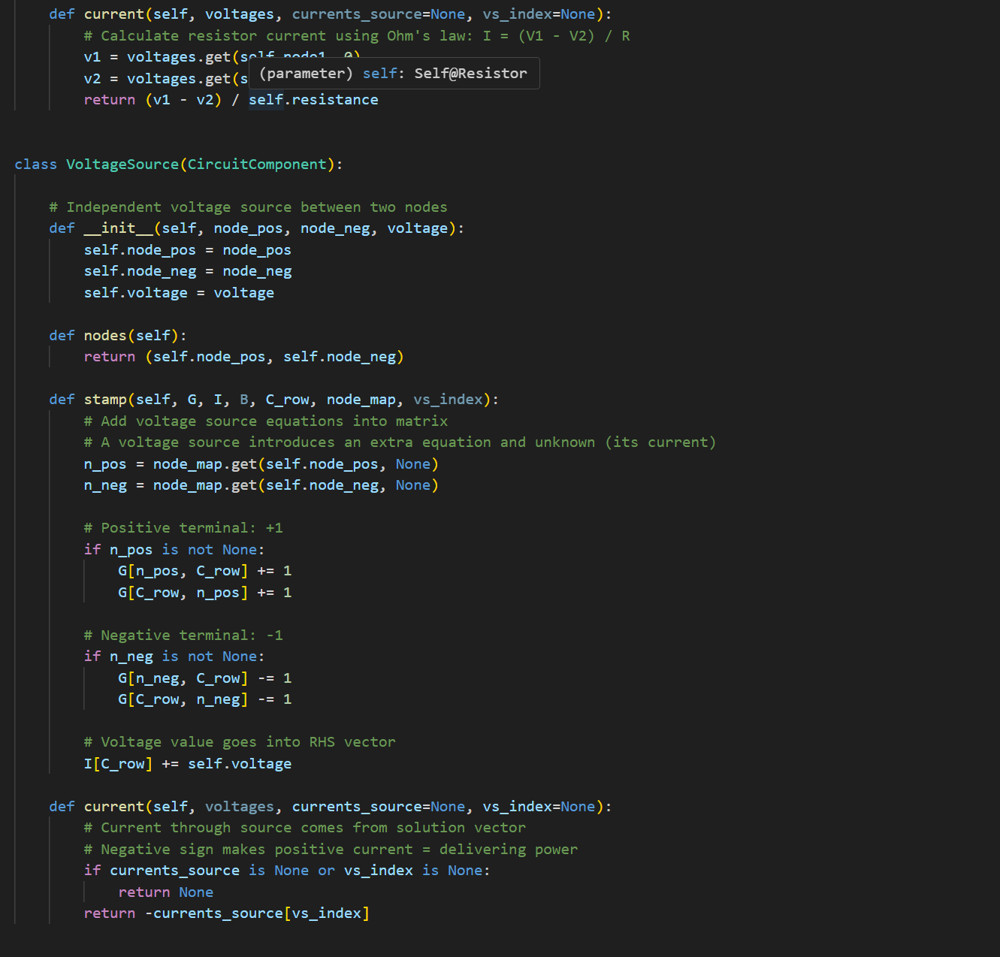 def current(self, voltages, currents_source=None, vs_index=None):
# Calculate resistor current using Ohm's law: I = (V1 - V2) / R
v1 = voltages.get(self.node1, 0)
(parameter) self: Self@Resistor
v2 = voltages.get(s
return (v1 - v2) / self.resistance
class VoltageSource(CircuitComponent):
# Independent voltage source between two nodes
def __init__(self, node_pos, node_neg, voltage):
self.node_pos = node_pos
self.node_neg = node_neg
self.voltage = voltage
def nodes(self):
return (self.node_pos, self.node_neg)
def stamp(self, G, I, B, C_row, node_map, vs_index):
# Add voltage source equations into matrix
# A voltage source introduces an extra equation and unknown (its current)
n_pos = node_map.get(self.node_pos, None)
n_neg = node_map.get(self.node_neg, None)
# Positive terminal: +1
if n_pos is not None:
G[n_pos, C_row] += 1
G[C_row, n_pos] += 1
# Negative terminal: -1
if n_neg is not None:
G[n_neg, C_row] -= 1
G[C_row, n_neg] -= 1
# Voltage value goes into RHS vector
I[C_row] += self.voltage
def current(self, voltages, currents_source=None, vs_index=None):
# Current through source comes from solution vector
# Negative sign makes positive current = delivering power
if currents_source is None or vs_index is None:
return None
return -currents_source[vs_index]